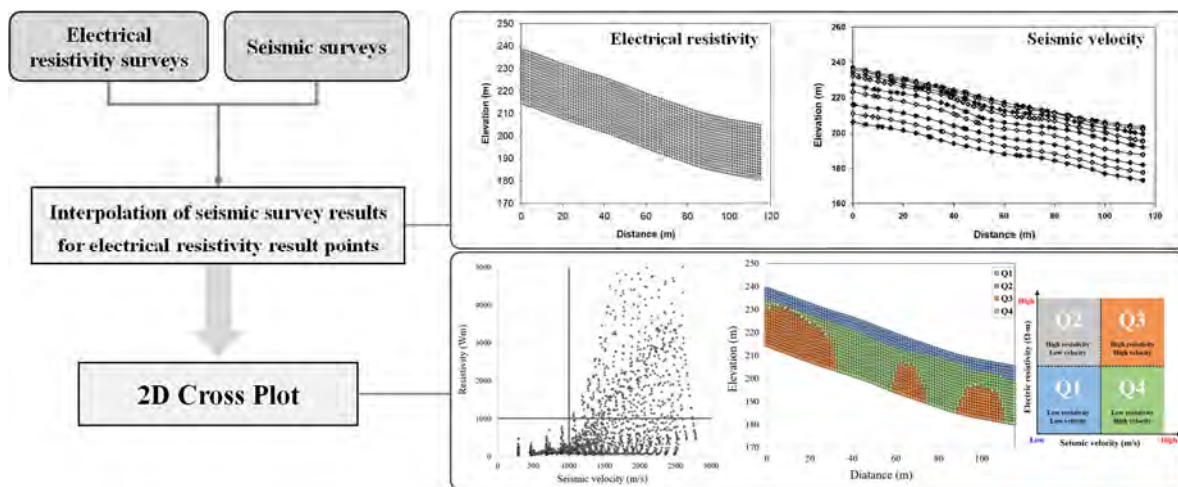 Electrical
resistivity surveys
Seismic surveys
Interpolation of seismic survey results
for electrical resistivity result points
2D Cross Plot
Electrical resistivity
250
240
230
220
210
200
190
180
170
Elevation (m)
0 20 40 60 80 100 120
Distance (m)
Seismic velocity
260
240
220
200
180
160
Elevation (m)
0 20 40 60 80 100 120
Distance (m)
Resistivity (Wm)
4000
3000
2000
1000
0
0 500 1000 1500 2000 2500 3000
Seismic velocity (m/s)
250
240
230
220
210
200
190
180
170
Elevation (m)
0 20 40 60 80 100
Diatance (m)
Q1
Q2
Q3
Q4
High
Electric resistivity (Ω·m)
Q2
High resistivity
Low velocity
Q3
High resistivity
High velocity
Q1
Low resistivity
Low velocity
Q4
Low resistivity
High velocity
Low
Seismic velocity (m/s)
High